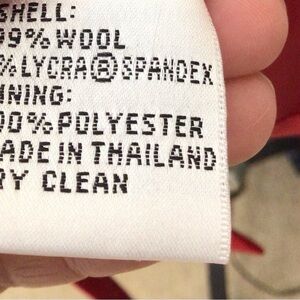 SHELL:
99% WOOL
%LYCRA® SPANDEX
NING:
00% POLYESTER
ADE IN THAILAND
RY CLEAN